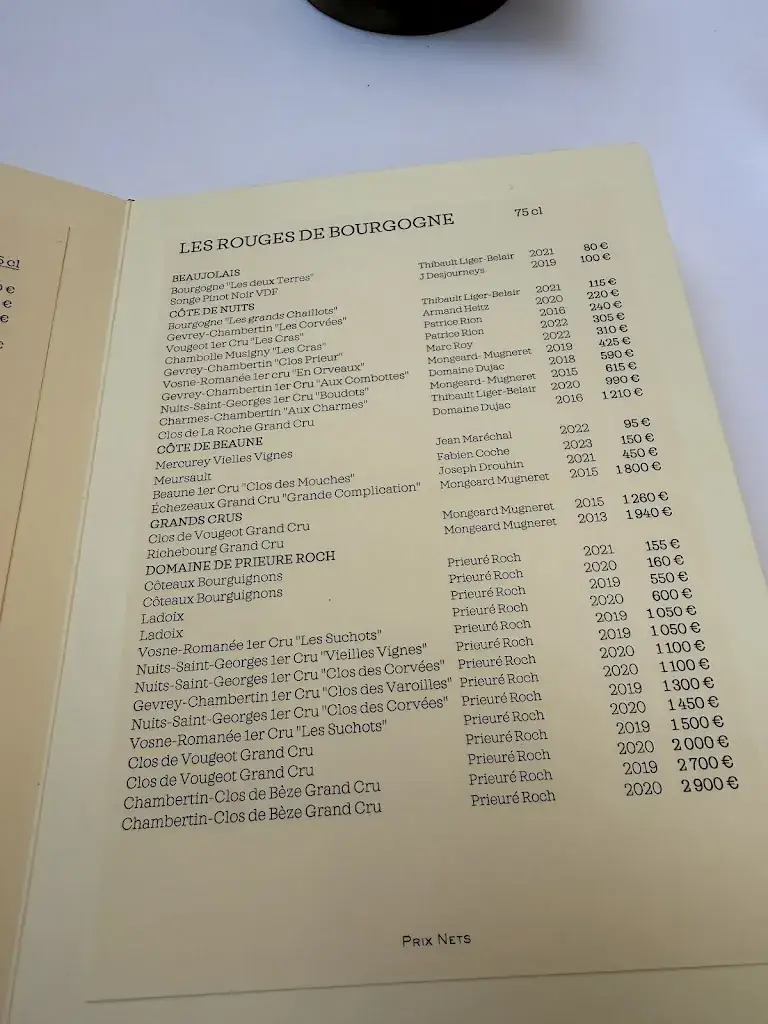 5 cl
€
€
€
€
LES ROUGES DE BOURGOGNE 75 cl
BEAUJOLAIS
Bourgogne "Les deux Terres" Thibault Liger-Belair 2021 80 €
Songe Pinot Noir VDF J Desjourneys 2019 100 €
CÔTE DE NUITS
Bourgogne "Les grands Chaillots" Thibault Liger-Belair 2021 115 €
Gevrey-Chambertin "Les Corvées" Armand Heitz 2020 220 €
Vougeot 1er Cru "Les Cras" Patrice Rion 2016 240 €
Chambolle Musigny "Les Cras" Patrice Rion 2022 305 €
Gevrey-Chambertin "Clos Prieur" Marc Roy 2022 310 €
Vosne-Romanée 1er cru "En Orveaux" Mongeard- Mugneret 2019 425 €
Gevrey-Chambertin 1er Cru "Aux Combottes" Domaine Dujac 2018 590 €
Nuits-Saint-Georges 1er Cru "Boudots" Mongeard- Mugneret 2015 615 €
Charmes-Chambertin "Aux Charmes" Thibault Liger-Belair 2020 990 €
Clos de La Roche Grand Cru Domaine Dujac 2016 1 210 €
CÔTE DE BEAUNE
Mercurey Vielles Vignes Jean Maréchal 2022 95 €
Meursault Fabien Coche 2023 150 €
Beaune 1er Cru "Clos des Mouches" Joseph Drouhin 2021 450 €
Échezeaux Grand Cru "Grande Complication" Mongeard Mugneret 2015 1 800 €
GRANDS CRUS
Clos de Vougeot Grand Cru Mongeard Mugneret 2015 1 260 €
Richebourg Grand Cru Mongeard Mugneret 2013 1 940 €
DOMAINE DE PRIEURE ROCH
Côteaux Bourguignons Prieuré Roch 2021 155 €
Côteaux Bourguignons Prieuré Roch 2020 160 €
Ladoix Prieuré Roch 2019 550 €
Ladoix Prieuré Roch 2020 600 €
Vosne-Romanée 1er Cru "Les Suchots" Prieuré Roch 2019 1 050 €
Nuits-Saint-Georges 1er Cru "Vieilles Vignes" Prieuré Roch 2019 1 050 €
Nuits-Saint-Georges 1er Cru "Clos des Corvées" Prieuré Roch 2020 1 100 €
Gevrey-Chambertin 1er Cru "Clos des Varoilles" Prieuré Roch 2020 1 100 €
Nuits-Saint-Georges 1er Cru "Clos des Corvées" Prieuré Roch 2019 1 300 €
Vosne-Romanée 1er Cru "Les Suchots" Prieuré Roch 2020 1 450 €
Clos de Vougeot Grand Cru Prieuré Roch 2019 1 500 €
Clos de Vougeot Grand Cru Prieuré Roch 2020 2 000 €
Chambertin-Clos de Bèze Grand Cru Prieuré Roch 2019 2 700 €
Chambertin-Clos de Bèze Grand Cru Prieuré Roch 2020 2 900 €
PRIX NETS